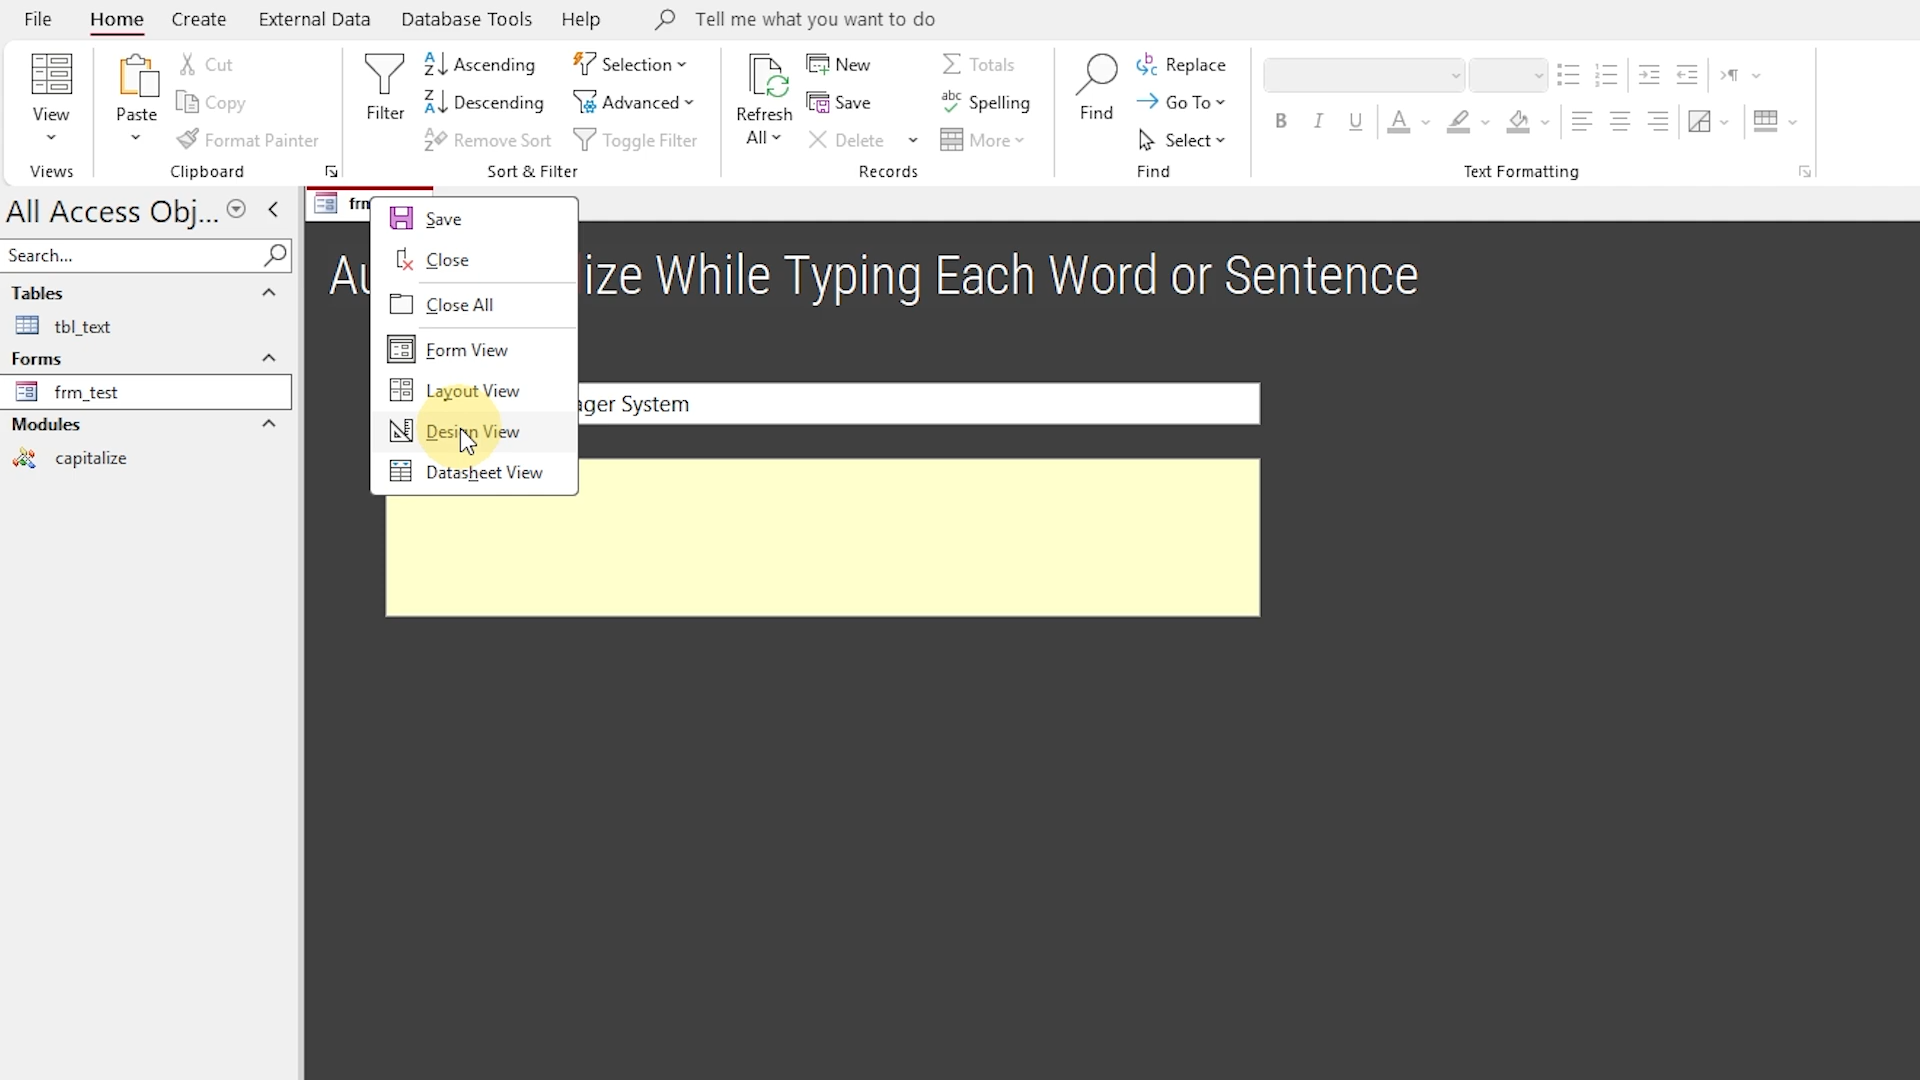 File Home Create External Data Database Tools Help Tell me what you want to do
View
Views
Paste
Cut
Copy
Format Painter
Clipboard
Filter
Ascending
Descending
Remove Sort
Selection
Advanced
Toggle Filter
Sort & Filter
Refresh
All
New
Save
Delete
Totals
Spelling
More
Records
Find
Replace
Go To
Select
Find
B I U A
Text Formatting
All Access Obj...
Search...
Tables
tbl_text
Forms
frm_test
Modules
capitalize
Save
Close
Close All
Form View
Layout View
Design View
Datasheet View
ize While Typing Each Word or Sentence
ager System